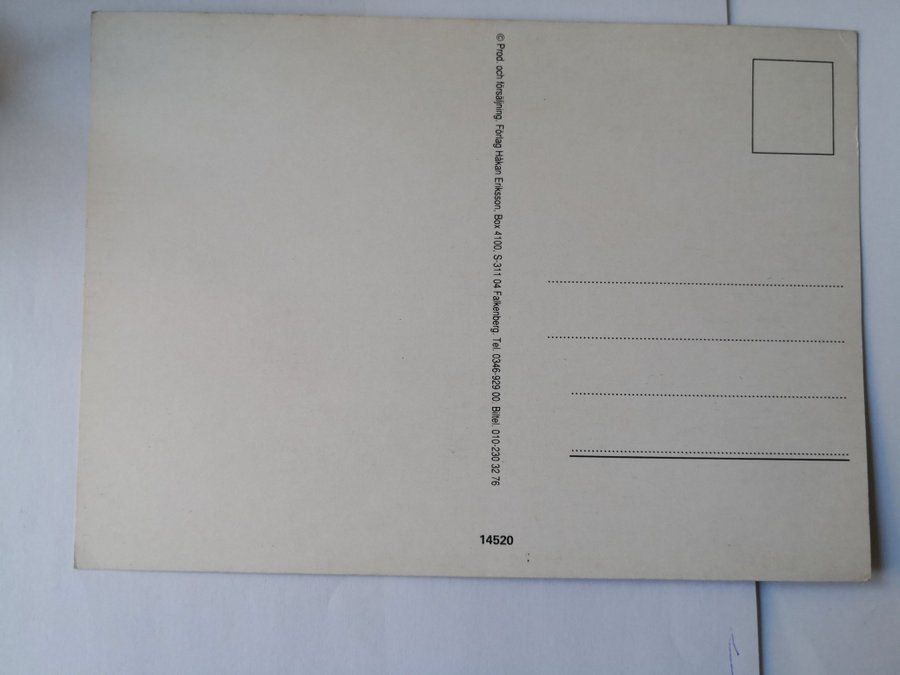 © Prod. och försäljning. Förlag Håkan Eriksson, Box 4100, S-311 04 Falkenberg. Tel. 0346-929 00. Biltel. 010-230 32 76
14520